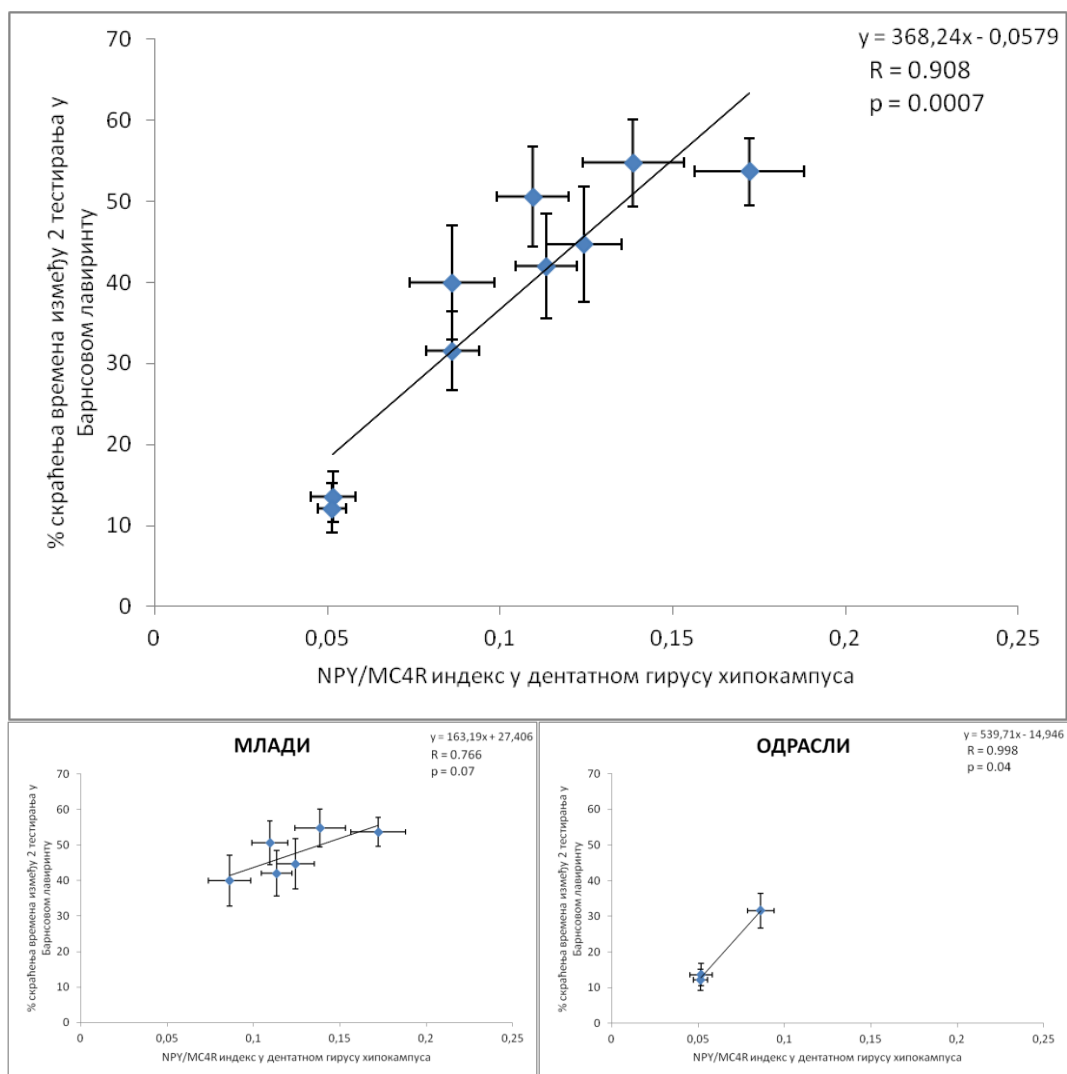 y = 368,24x - 0,0579
R = 0.908
p = 0.0007
% скраћења времена између 2 тестирања у
Барнсовом лавиринту
70
60
50
40
30
20
10
0
0
0,05
0,1
0,15
0,2
0,25
NPY/MC4R индекс у дентатном гирусу хипокампуса
МЛАДИ
y = 163,19x + 27,406
R = 0.766
p = 0.07
% скраћења времена између 2 тестирања у
Барнсовом лавиринту
70
60
50
40
30
20
10
0
0
0,05
0,1
0,15
0,2
0,25
NPY/MC4R индекс у дентатном гирусу хипокампуса
ОДРАСЛИ
y = 539,71x - 14,946
R = 0.998
p = 0.04
% скраћења времена између 2 тестирања у
Барнсовом лавиринту
70
60
50
40
30
20
10
0
0
0,05
0,1
0,15
0,2
0,25
NPY/MC4R индекс у дентатном гирусу хипокампуса